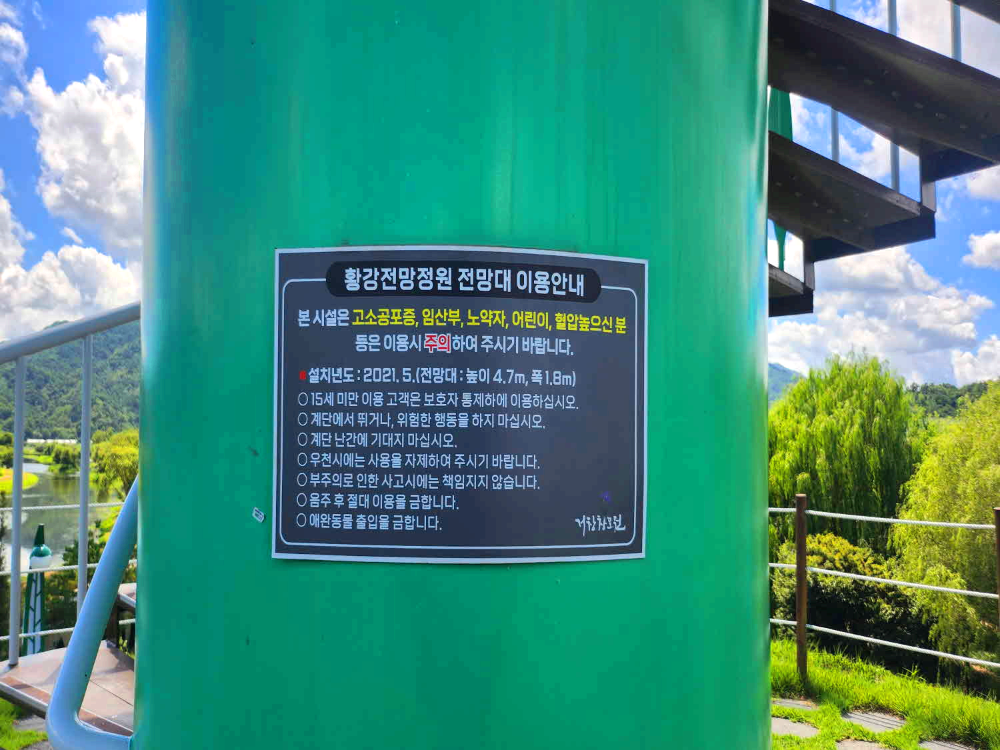 황강전망정원 전망대 이용안내
본 시설은 고소공포증, 임산부, 노약자, 어린이, 혈압높으신 분
등은 이용시 주의하여 주시기 바랍니다.
■설치년도 : 2021. 5.(전망대 : 높이 4.7m, 폭 1.8m)
○15세 미만 이용 고객은 보호자 통제하에 이용하십시오.
○계단에서 뛰거나, 위험한 행동을 하지 마십시오.
○계단 난간에 기대지 마십시오.
○우천시에는 사용을 자제하여 주시기 바랍니다.
○부주의로 인한 사고시에는 책임지지 않습니다.
○음주 후 절대 이용을 금합니다.
○애완동물 출입을 금합니다.
거창창포원